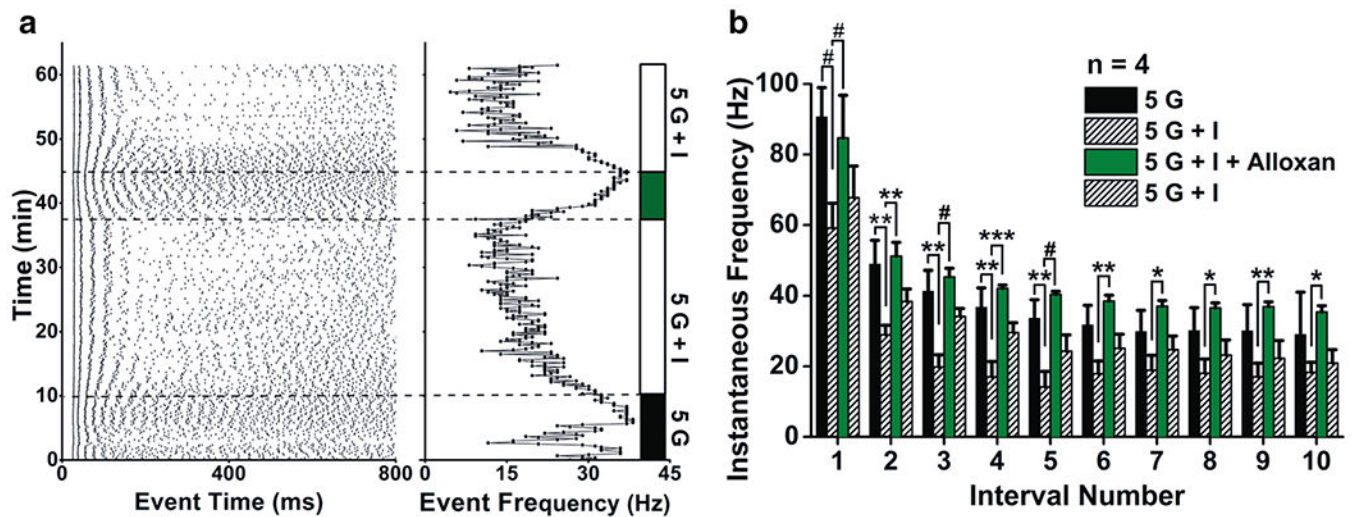 a
60
50
40
30
20
10
0
Time (min)
0 400 800
Event Time (ms)
0 15 30 45
Event Frequency (Hz)
5 G + I
5 G + I
5 G
b
Instantaneous Frequency (Hz)
100
80
60
40
20
0
# #
** **
** #
** ***
** #
**
*
*
**
*
n = 4
5 G
5 G + I
5 G + I + Alloxan
5 G + I
1 2 3 4 5 6 7 8 9 10
Interval Number